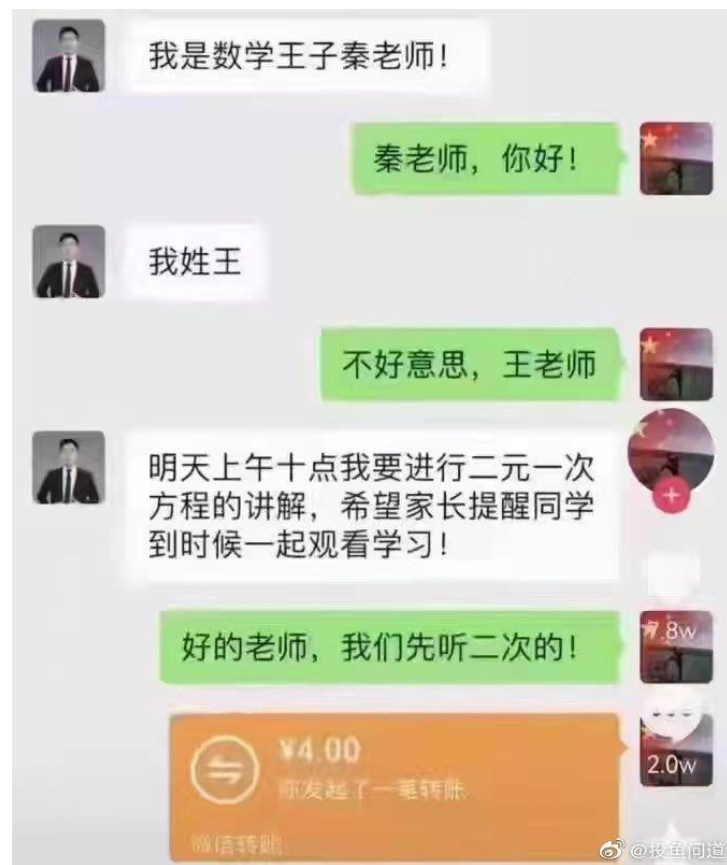 我是数学王子秦老师！
秦老师，你好！
我姓王
不好意思，王老师
明天上午十点我要进行二元一次
方程的讲解，希望家长提醒同学
到时候一起观看学习！
好的老师，我们先听二次的！
7.8w
¥4.00
你发起了一笔转账
2.0w
微信转账
@投鱼问道